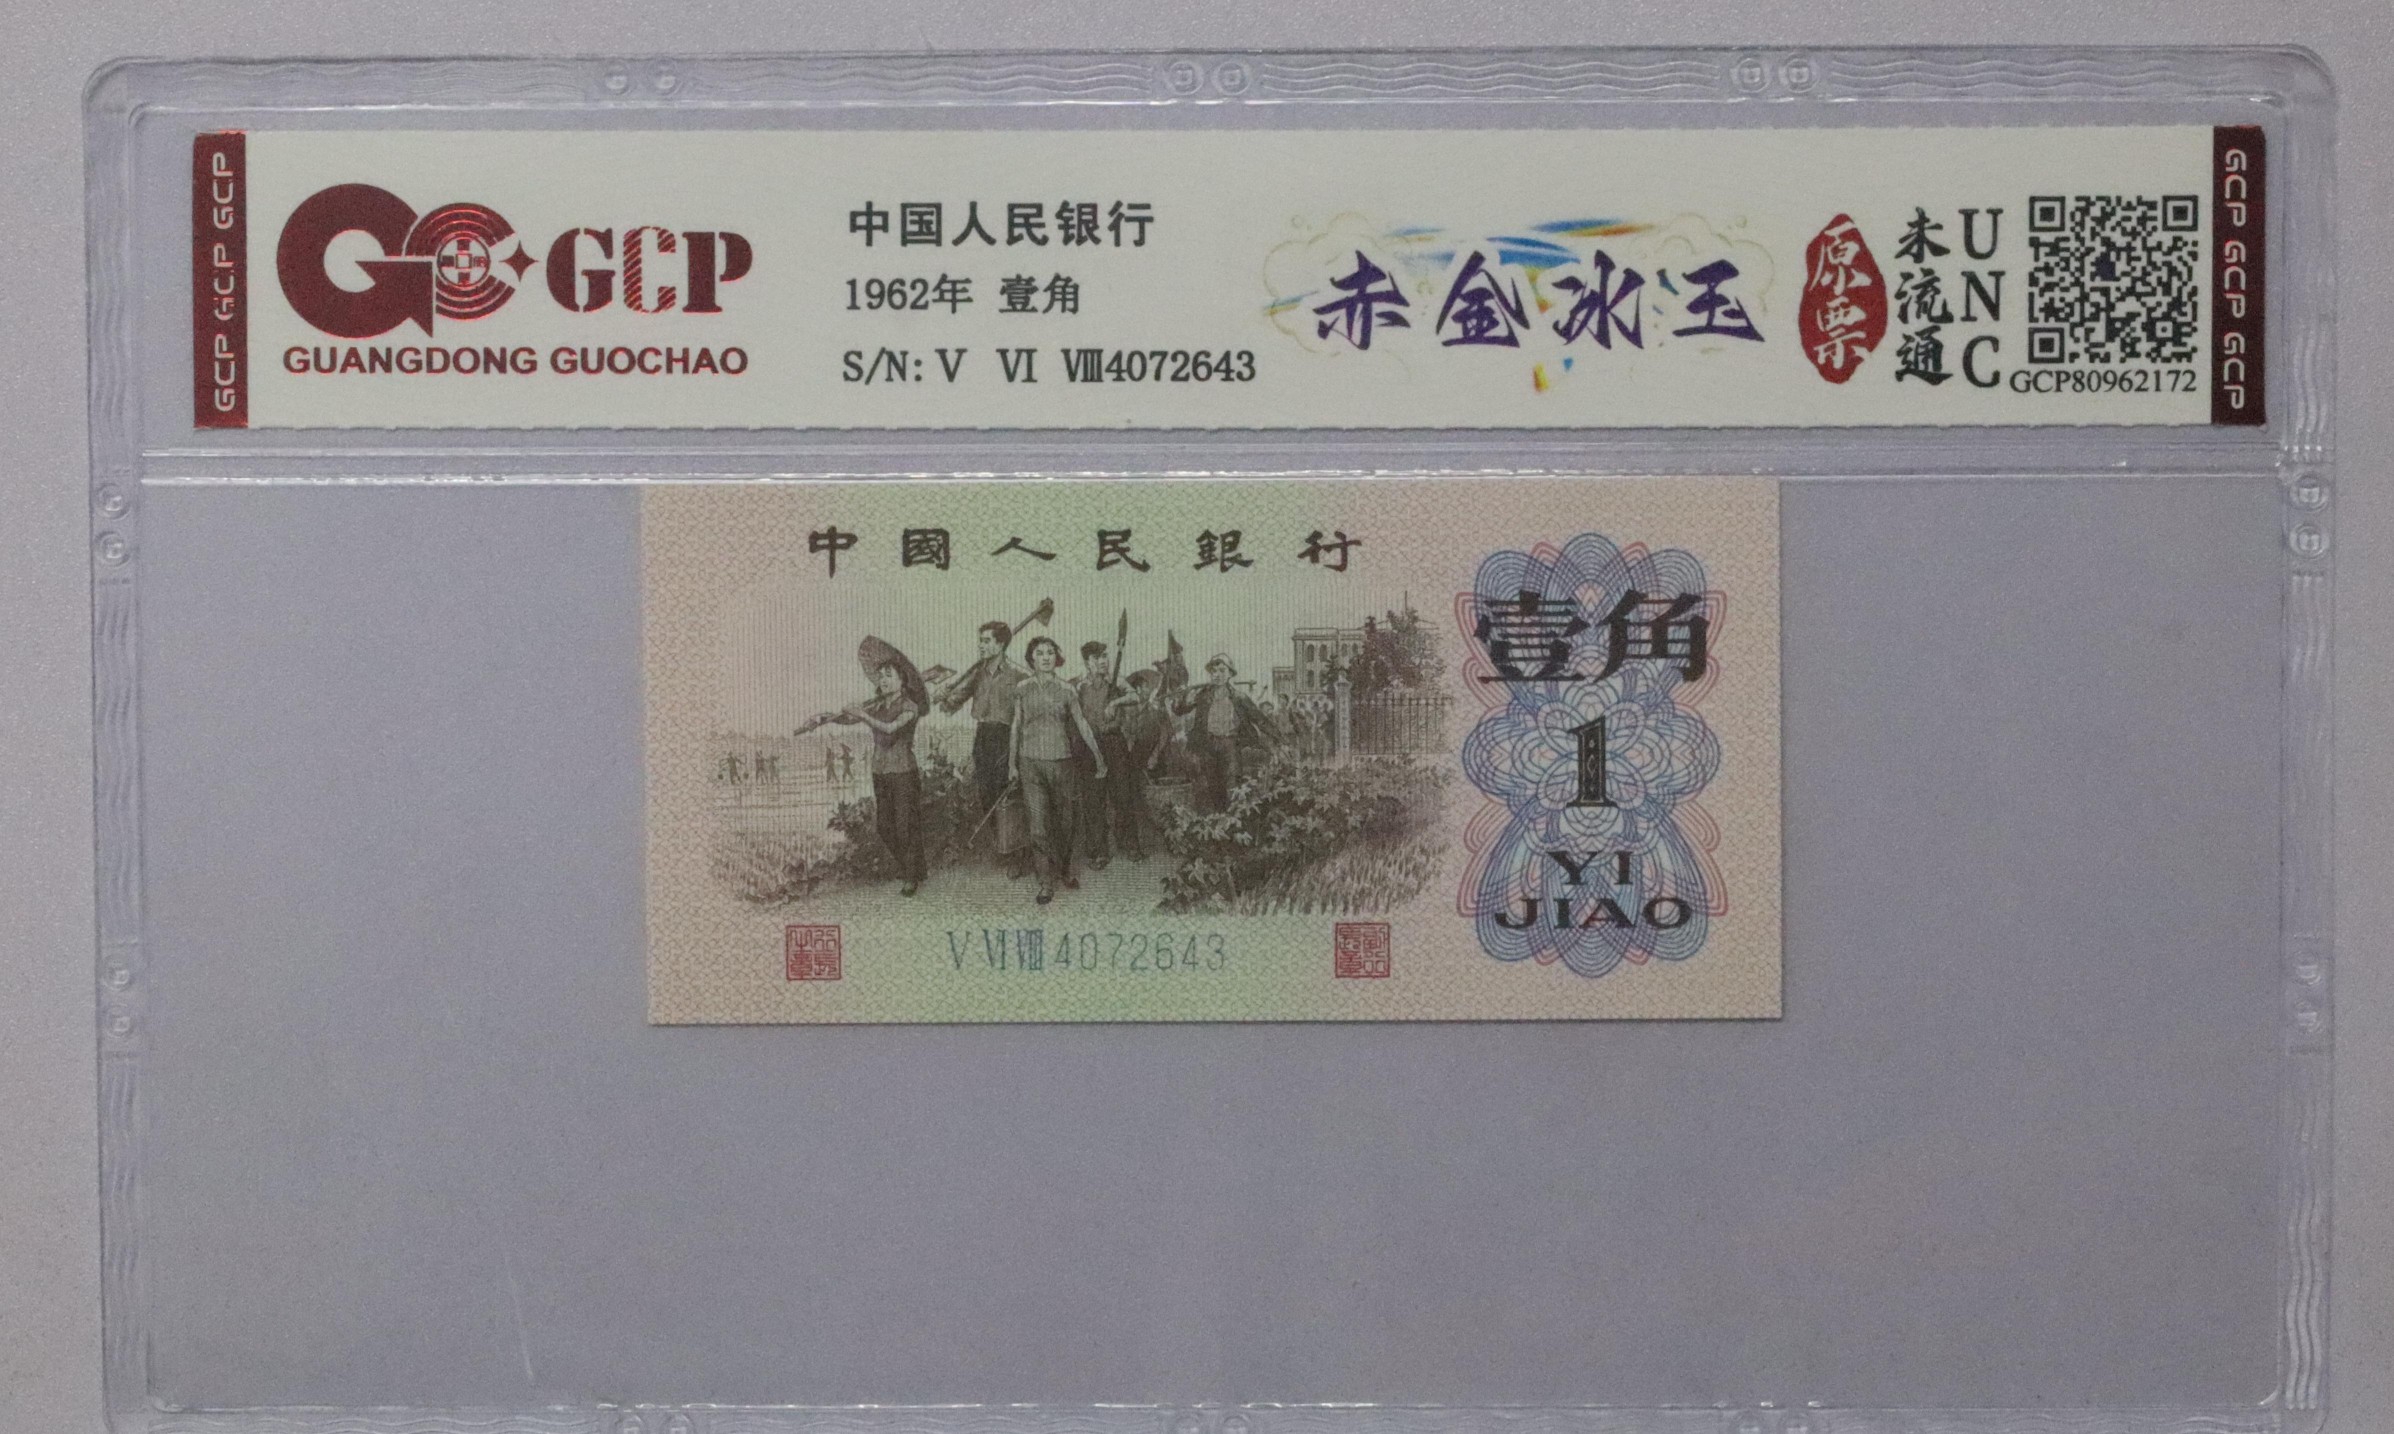 GCP GCP GCP
GCP
GUANGDONG GUOCHAO
中国人民银行
1962年 壹角
S/N: V VI VIII4072643
赤金冰玉
原票
未流通
UNC
GCP80962172
GCP GCP GCP
中國人民銀行
壹角
1
YI
JIAO
V VI VIII 4072643